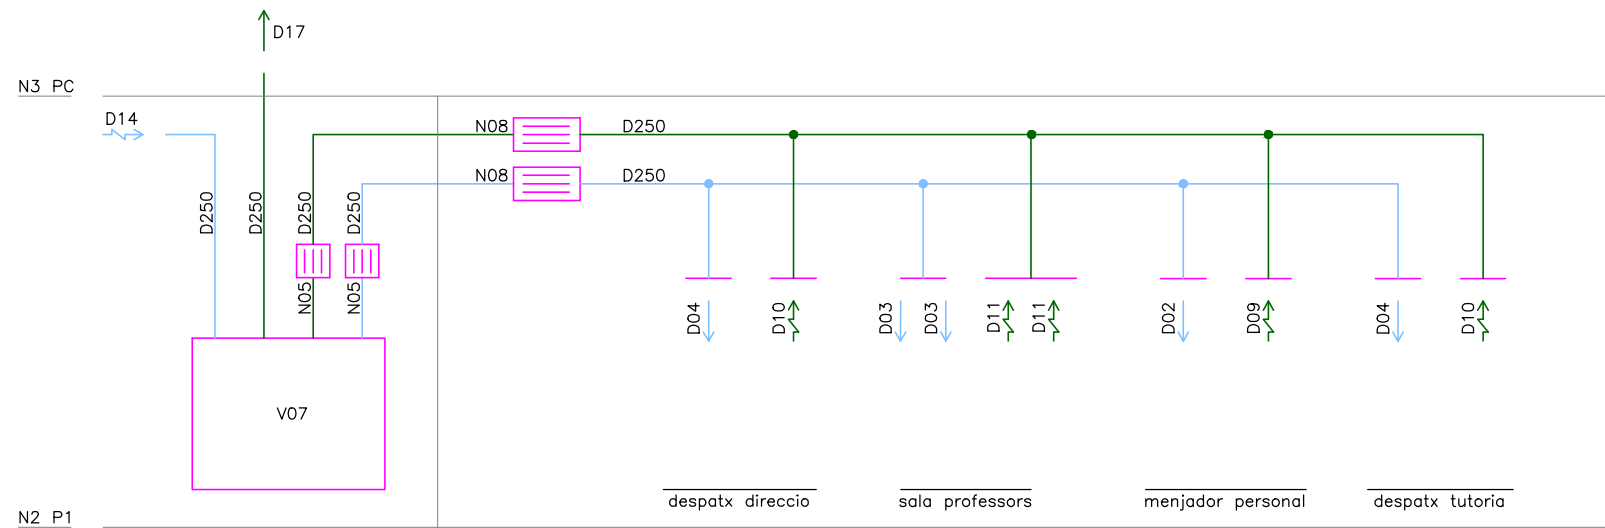 D17
N3 PC
D14
N08
D250
N08
D250
D250
D250
D250
D250
N05
N05
D04
D10
D03
D03
D11
D11
D02
D09
D04
D10
V07
despatx direccio
sala professors
menjador personal
despatx tutoria
N2 P1